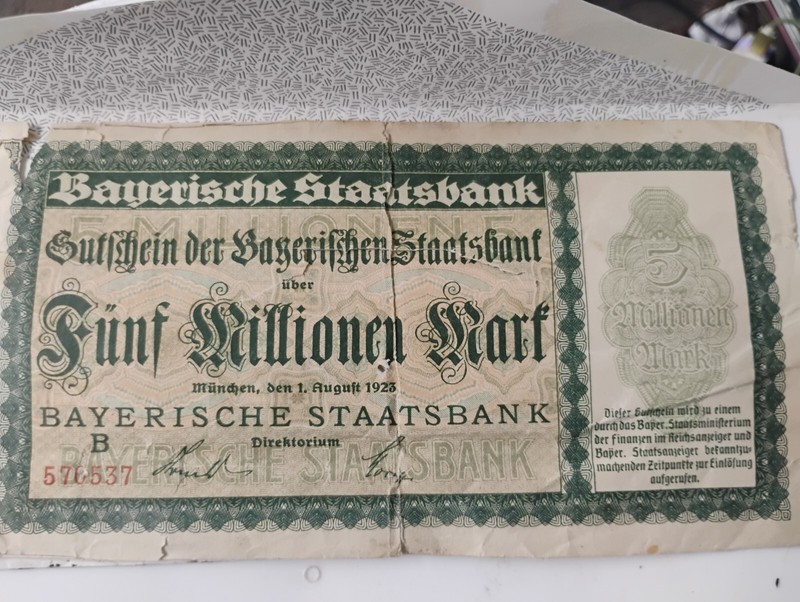 Bayerische Staatsbank
5 MILLIONEN 5
Gutschein der Bayerischen Staatsbank
über
Fünf Millionen Mark
München, den 1. August 1923
BAYERISCHE STAATSBANK
B
Direktorium
BAYERISCHE STAATSBANK
576537
5
Millionen
Mark
Dieser Gutschein wird zu einem
durch das Bayer. Staatsministerium
der Finanzen im Reichsanzeiger und
Bayer. Staatsanzeiger bekanntzu-
machenden Zeitpunkte zur Einlösung
aufgerufen.